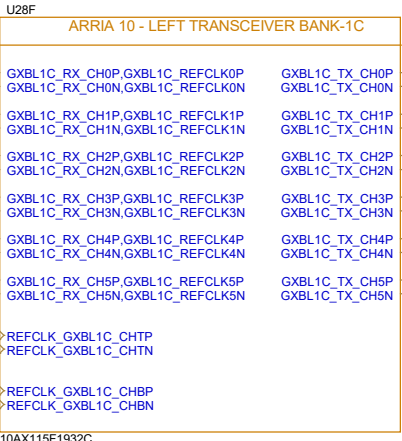 U28F
ARRIA 10 - LEFT TRANSCEIVER BANK-1C
GXBL1C_RX_CH0P,GXBL1C_REFCLK0P GXBL1C_TX_CH0P
GXBL1C_RX_CH0N,GXBL1C_REFCLK0N GXBL1C_TX_CH0N
GXBL1C_RX_CH1P,GXBL1C_REFCLK1P GXBL1C_TX_CH1P
GXBL1C_RX_CH1N,GXBL1C_REFCLK1N GXBL1C_TX_CH1N
GXBL1C_RX_CH2P,GXBL1C_REFCLK2P GXBL1C_TX_CH2P
GXBL1C_RX_CH2N,GXBL1C_REFCLK2N GXBL1C_TX_CH2N
GXBL1C_RX_CH3P,GXBL1C_REFCLK3P GXBL1C_TX_CH3P
GXBL1C_RX_CH3N,GXBL1C_REFCLK3N GXBL1C_TX_CH3N
GXBL1C_RX_CH4P,GXBL1C_REFCLK4P GXBL1C_TX_CH4P
GXBL1C_RX_CH4N,GXBL1C_REFCLK4N GXBL1C_TX_CH4N
GXBL1C_RX_CH5P,GXBL1C_REFCLK5P GXBL1C_TX_CH5P
GXBL1C_RX_CH5N,GXBL1C_REFCLK5N GXBL1C_TX_CH5N
REFCLK_GXBL1C_CHTP
REFCLK_GXBL1C_CHTN
REFCLK_GXBL1C_CHBP
REFCLK_GXBL1C_CHBN
10AX115F1932C